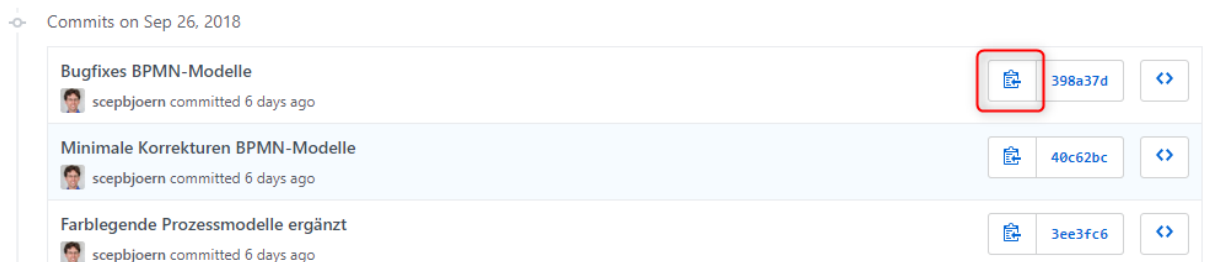 Commits on Sep 26, 2018
Bugfixes BPMN-Modelle
398a37d
scepbjoern committed 6 days ago
Minimale Korrekturen BPMN-Modelle
40c62bc
scepbjoern committed 6 days ago
Farblegende Prozessmodelle ergänzt
3ee3fc6
scepbjoern committed 6 days ago